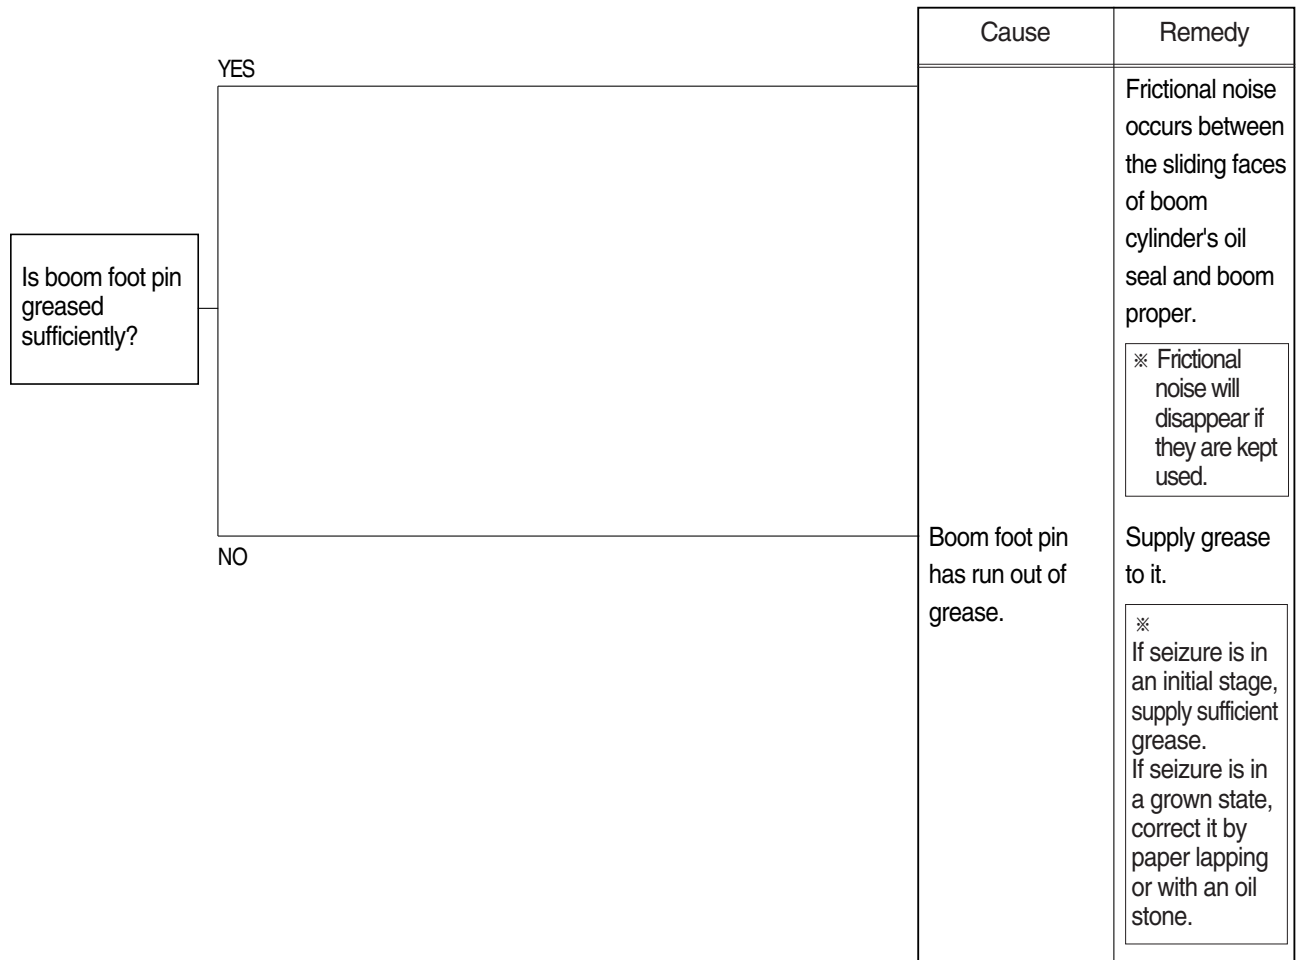 Cause
Remedy
YES
Frictional noise
occurs between
the sliding faces
of boom
cylinder's oil
seal and boom
proper.
※ Frictional
noise will
disappear if
they are kept
used.
Is boom foot pin
greased
sufficiently?
NO
Boom foot pin
has run out of
grease.
Supply grease
to it.
※
If seizure is in
an initial stage,
supply sufficient
grease.
If seizure is in
a grown state,
correct it by
paper lapping
or with an oil
stone.